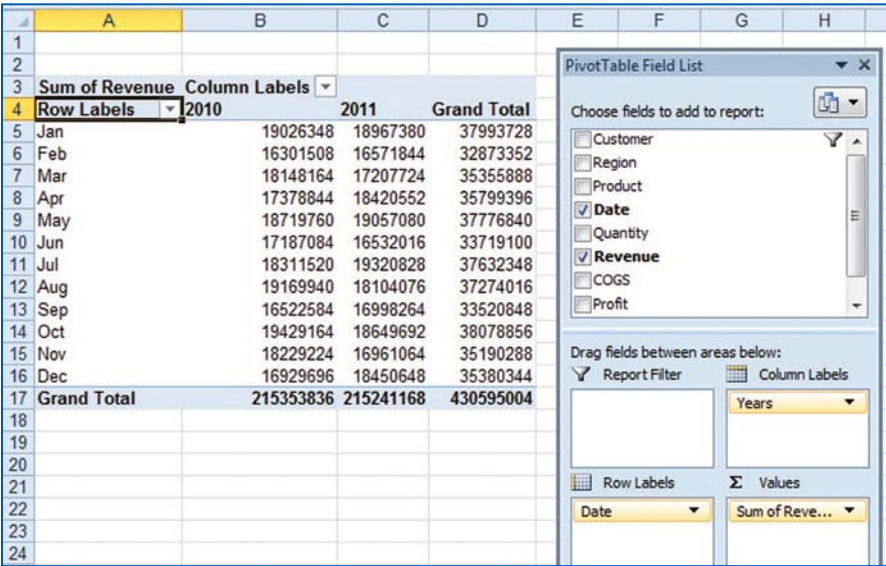 A B C D E F G H
1
2
3 Sum of Revenue Column Labels
4 Row Labels 2010 2011 Grand Total
5 Jan 19026348 18967380 37993728
6 Feb 16301508 16571844 32873352
7 Mar 18148164 17207724 35355888
8 Apr 17378844 18420552 35799396
9 May 18719760 19057080 37776840
10 Jun 17187084 16532016 33719100
11 Jul 18311520 19320828 37632348
12 Aug 19169940 18104076 37274016
13 Sep 16522584 16998264 33520848
14 Oct 19429164 18649692 38078856
15 Nov 18229224 16961064 35190288
16 Dec 16929696 18450648 35380344
17 Grand Total 215353836 215241168 430595004
18
19
20
21
22
23
24
PivotTable Field List
Choose fields to add to report:
Customer
Region
Product
Date
Quantity
Revenue
COGS
Profit
Drag fields between areas below:
Report Filter Column Labels
Years
Row Labels Σ Values
Date Sum of Reve...